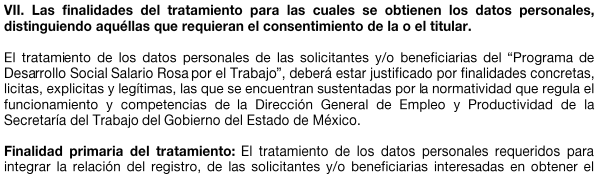 VII. Las finalidades del tratamiento para las cuales se obtienen los datos personales,
distinguiendo aquéllas que requieran el consentimiento de la o el titular.
El tratamiento de los datos personales de las solicitantes y/o beneficiarias del “Programa de
Desarrollo Social Salario Rosa por el Trabajo”, deberá estar justificado por finalidades concretas,
licitas, explicitas y legítimas, las que se encuentran sustentadas por la normatividad que regula el
funcionamiento y competencias de la Dirección General de Empleo y Productividad de la
Secretaría del Trabajo del Gobierno del Estado de México.
Finalidad primaria del tratamiento: El tratamiento de los datos personales requeridos para
integrar la relación del registro, de las solicitantes y/o beneficiarias interesadas en obtener el